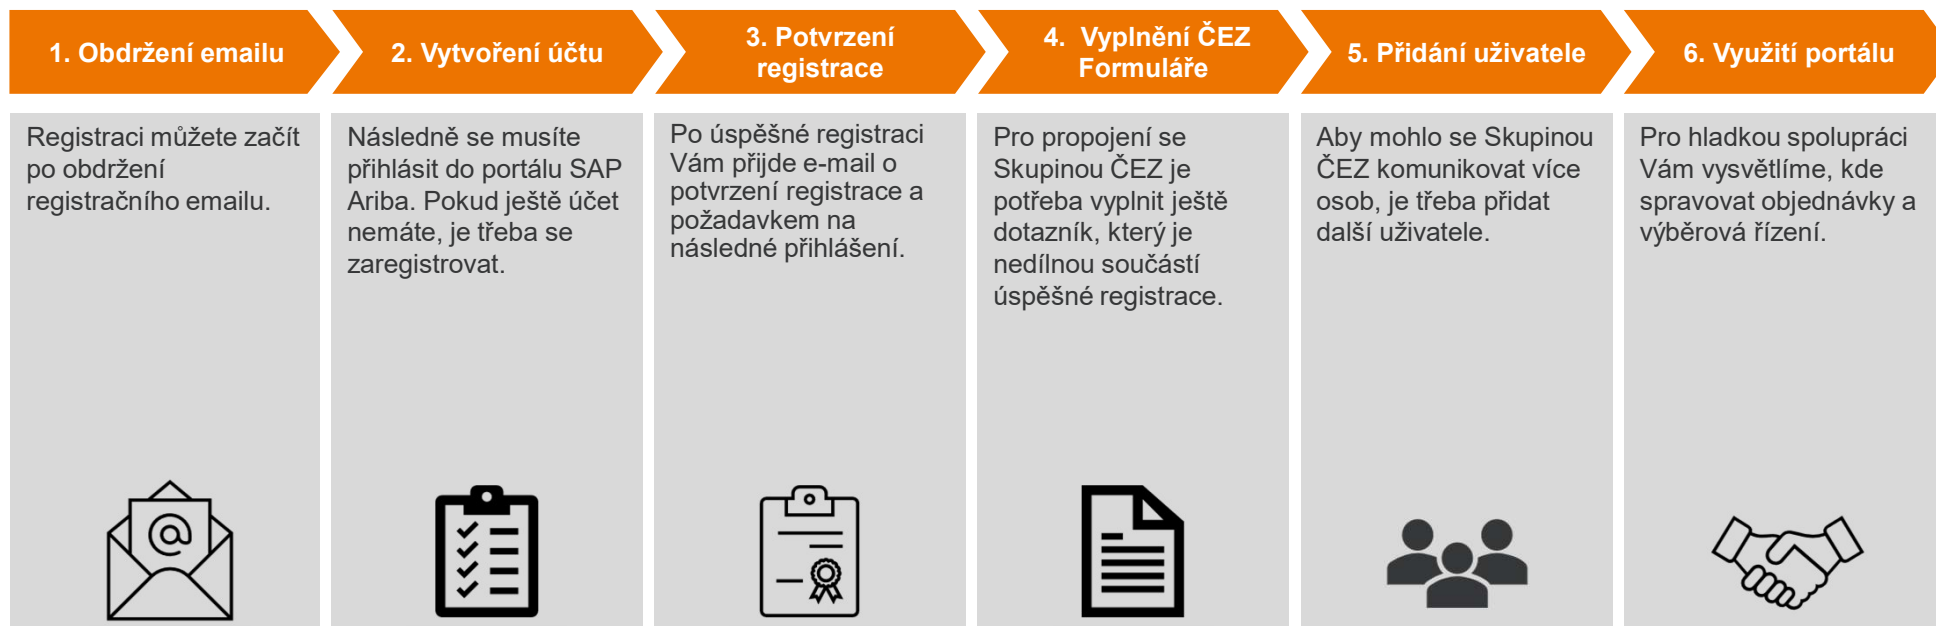 1. Obdržení emailu
2. Vytvoření účtu
3. Potvrzení
registrace
4. Vyplnění ČEZ
Formuláře
5. Přidání uživatele
6. Využití portálu
Registraci můžete začít
po obdržení
registračního emailu.
Následně se musíte
přihlásit do portálu SAP
Ariba. Pokud ještě účet
nemáte, je třeba se
zaregistrovat.
Po úspěšné registraci
Vám přijde e-mail o
potvrzení registrace a
požadavkem na
následné přihlášení.
Pro propojení se
Skupinou ČEZ je
potřeba vyplnit ještě
dotazník, který je
nedílnou součástí
úspěšné registrace.
Aby mohlo se Skupinou
ČEZ komunikovat více
osob, je třeba přidat
další uživatele.
Pro hladkou spolupráci
Vám vysvětlíme, kde
spravovat objednávky a
výběrová řízení.